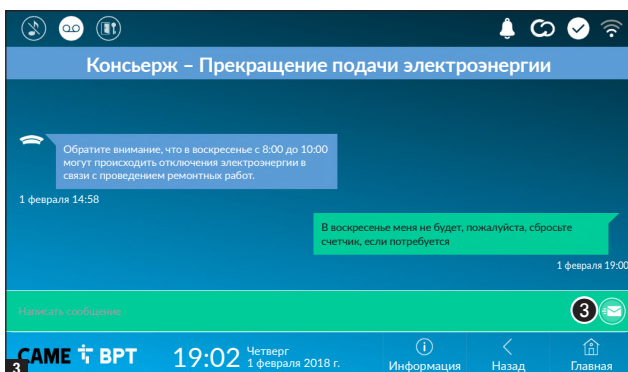 Консьерж – Прекращение подачи электроэнергии
Обратите внимание, что в воскресенье с 8:00 до 10:00
могут происходить отключения электроэнергии в
связи с проведением ремонтных работ.
1 февраля 14:58
В воскресенье меня не будет, пожалуйста, сбросьте
счетчик, если потребуется
1 февраля 19:00
Написать сообщение
3
CAME BPT
3
19:02
Четверг
1 февраля 2018 г.
Информация
Назад
Главная